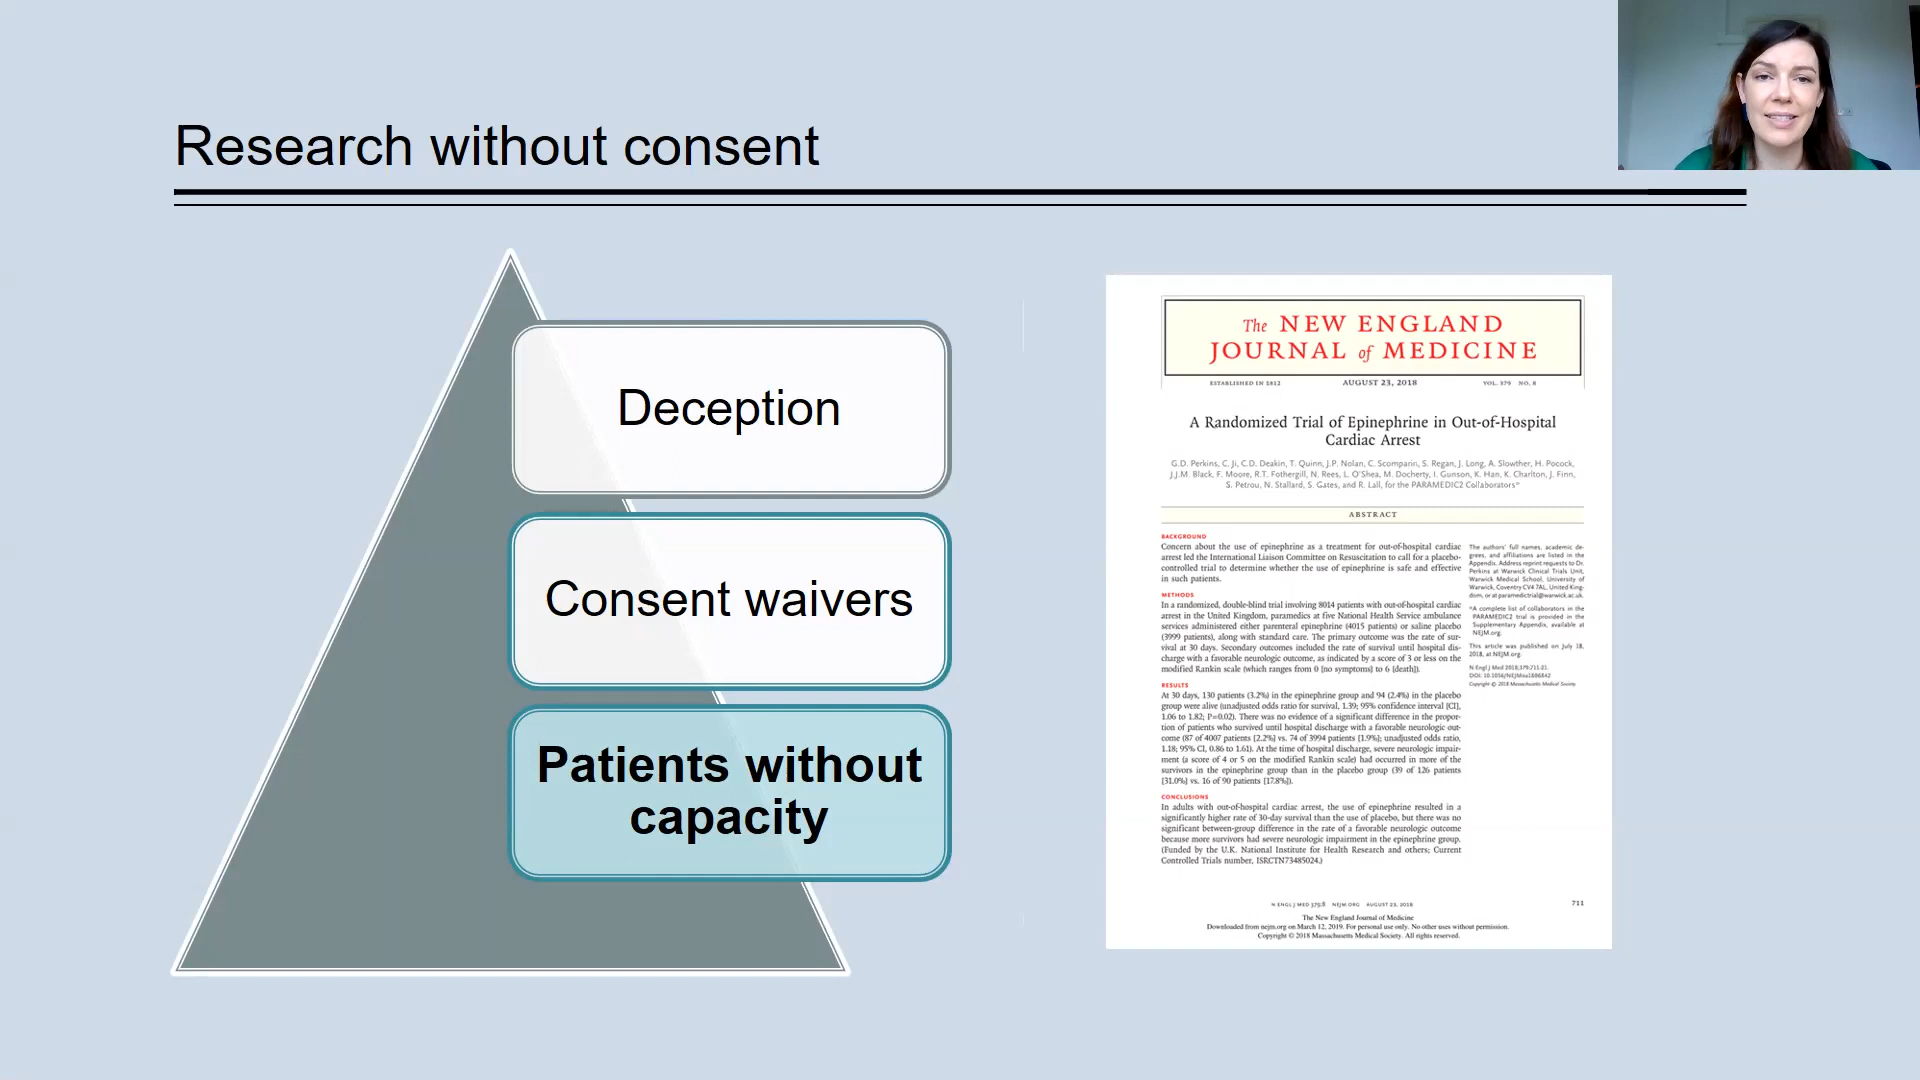 Research without consent
Deception
Consent waivers
Patients without
capacity
The NEW ENGLAND
JOURNAL of MEDICINE
ESTABLISHED IN 1812 AUGUST 23, 2018 VOL. 379 NO. 8
A Randomized Trial of Epinephrine in Out-of-Hospital
Cardiac Arrest
G.D. Perkins, C. Ji, C.D. Deakin, T. Quinn, J.P. Nolan, C. Scomparin, S. Regan, J. Long, A. Slowther, H. Pocock,
J.J.M. Black, F. Moore, R.T. Fothergill, N. Rees, L. O'Shea, M. Docherty, I. Gunson, K. Han, K. Charlton, J. Finn,
S. Petrou, N. Stallard, S. Gates, and R. Lall, for the PARAMEDIC2 Collaborators*
ABSTRACT
BACKGROUND
Concern about the use of epinephrine as a treatment for out-of-hospital cardiac
arrest led the International Liaison Committee on Resuscitation to call for a placebo-
controlled trial to determine whether the use of epinephrine is safe and effective
in such patients.
METHODS
In a randomized, double-blind trial involving 8014 patients with out-of-hospital cardiac
arrest in the United Kingdom, paramedics at five National Health Service ambulance
services administered either parenteral epinephrine (4015 patients) or saline placebo
(3999 patients), along with standard care. The primary outcome was the rate of sur-
vival at 30 days. Secondary outcomes included the rate of survival until hospital dis-
charge with a favorable neurologic outcome, as indicated by a score of 3 or less on the
modified Rankin scale (which ranges from 0 [no symptoms] to 6 [death]).
RESULTS
At 30 days, 130 patients (3.2%) in the epinephrine group and 94 (2.4%) in the placebo
group were alive (unadjusted odds ratio for survival, 1.39; 95% confidence interval [CI],
1.06 to 1.82; P=0.02). There was no evidence of a significant difference in the propor-
tion of patients who survived until hospital discharge with a favorable neurologic out-
come (87 of 4007 patients [2.2%] vs. 74 of 3994 patients [1.9%]; unadjusted odds ratio,
1.18; 95% CI, 0.86 to 1.61). At the time of hospital discharge, severe neurologic impair-
ment (a score of 4 or 5 on the modified Rankin scale) had occurred in more of the
survivors in the epinephrine group than in the placebo group (39 of 126 patients
[31.0%] vs. 16 of 90 patients [17.8%]).
CONCLUSIONS
In adults with out-of-hospital cardiac arrest, the use of epinephrine resulted in a
significantly higher rate of 30-day survival than the use of placebo, but there was no
significant between-group difference in the rate of a favorable neurologic outcome
because more survivors had severe neurologic impairment in the epinephrine group.
(Funded by the U.K. National Institute for Health Research and others; Current
Controlled Trials number, ISRCTN73485024.)
The authors' full names, academic de-
grees, and affiliations are listed in the
Appendix. Address reprint requests to Dr.
Perkins at Warwick Clinical Trials Unit,
Warwick Medical School, University of
Warwick, Coventry CV4 7AL, United King-
dom, or at paramedictrial@warwick.ac.uk.
*A complete list of collaborators in the
PARAMEDIC2 trial is provided in the
Supplementary Appendix, available at
NEJM.org.
This article was published on July 18,
2018, at NEJM.org.
N Engl J Med 2018;379:711-21.
DOI: 10.1056/NEJMoa1806842
Copyright © 2018 Massachusetts Medical Society.
N ENGL J MED 379;8 NEJM.ORG AUGUST 23, 2018 711
The New England Journal of Medicine
Downloaded from nejm.org on March 12, 2019. For personal use only. No other uses without permission.
Copyright © 2018 Massachusetts Medical Society. All rights reserved.